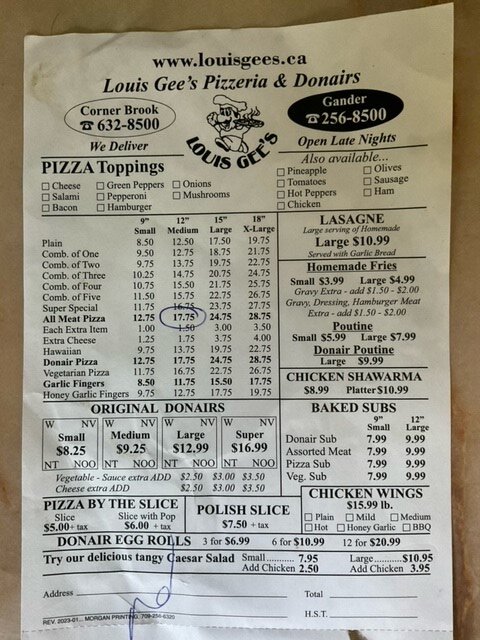 www.louisgees.ca
Louis Gee's Pizzeria & Donairs
Corner Brook
☎ 632-8500
We Deliver
LOUIS GEE'S
Gander
☎ 256-8500
Open Late Nights
PIZZA Toppings
☐ Cheese ☐ Green Peppers ☐ Onions
☐ Salami ☐ Pepperoni ☐ Mushrooms
☐ Bacon ☐ Hamburger
Also available...
☐ Pineapple ☐ Olives
☐ Tomatoes ☐ Sausage
☐ Hot Peppers ☐ Ham
☐ Chicken
9" 12" 15" 18"
Small Medium Large X-Large
Plain 8.50 12.50 17.50 19.75
Comb. of One 9.50 12.75 18.75 21.75
Comb. of Two 9.75 13.75 19.75 22.75
Comb. of Three 10.25 14.75 20.75 24.75
Comb. of Four 10.75 15.50 21.75 25.75
Comb. of Five 11.50 15.75 22.75 26.75
Super Special 11.75 16.75 23.75 27.75
All Meat Pizza 12.75 17.75 24.75 28.75
Each Extra Item 1.00 1.50 3.00 3.50
Extra Cheese 1.25 1.75 3.75 4.00
Hawaiian 9.75 13.75 19.75 22.75
Donair Pizza 12.75 17.75 24.75 28.75
Vegetarian Pizza 11.75 16.75 22.75 26.75
Garlic Fingers 8.50 11.75 15.50 17.75
Honey Garlic Fingers 9.75 12.75 17.75 19.75
LASAGNE
Large serving of Homemade
Large $10.99
Served with Garlic Bread
Homemade Fries
Small $3.99 Large $4.99
Gravy Extra - add $1.50 - $2.00
Gravy, Dressing, Hamburger Meat
Extra - add $1.50 - $2.00
Poutine
Small $5.99 Large $7.99
Donair Poutine
Large $9.99
CHICKEN SHAWARMA
$8.99 Platter $10.99
ORIGINAL DONAIRS
W NV W NV W NV W NV
Small Medium Large Super
$8.25 $9.25 $12.99 $16.99
NT NOO NT NOO NT NOO NT NOO
Vegetable - Sauce extra ADD $2.50 $3.00 $3.50
Cheese extra ADD $2.50 $3.00 $3.50
BAKED SUBS
9" 12"
Small Large
Donair Sub 7.99 9.99
Assorted Meat 7.99 9.99
Pizza Sub 7.99 9.99
Veg. Sub 7.99 9.99
PIZZA BY THE SLICE
Slice Slice with Pop
$5.00 + tax $6.00 + tax
POLISH SLICE
$7.50 + tax
CHICKEN WINGS
$15.99 lb.
☐ Plain ☐ Mild ☐ Medium
☐ Hot ☐ Honey Garlic ☐ BBQ
DONAIR EGG ROLLS 3 for $6.99 6 for $10.99 12 for $20.99
Try our delicious tangy Caesar Salad Small.......... 7.95 Large..........$10.95
Add Chicken 2.50 Add Chicken 3.95
Address Total
H.S.T.
REV. 2023-01... MORGAN PRINTING, 709-256-6320